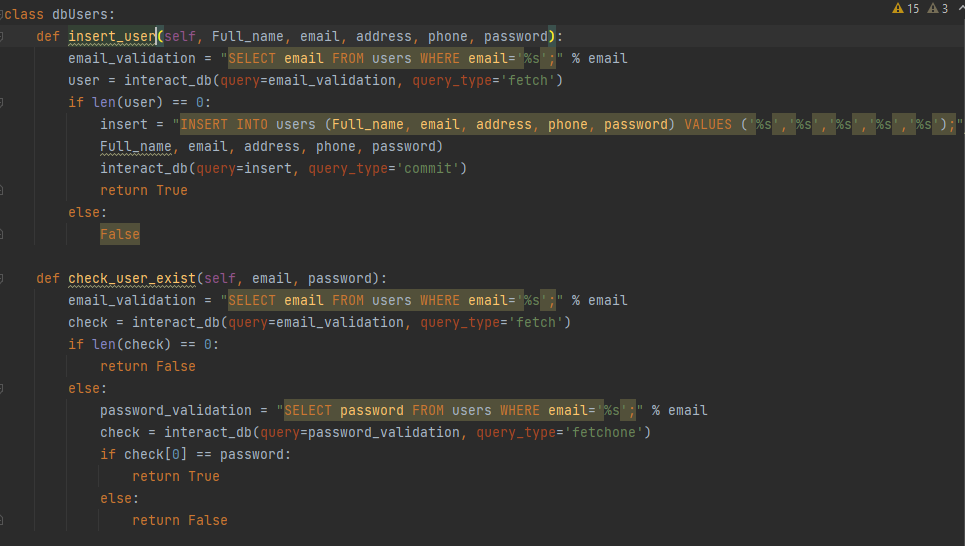 15 3
class dbUsers:
    def insert_user(self, Full_name, email, address, phone, password):
        email_validation = "SELECT email FROM users WHERE email='%s';" % email
        user = interact_db(query=email_validation, query_type='fetch')
        if len(user) == 0:
            insert = "INSERT INTO users (Full_name, email, address, phone, password) VALUES ('%s','%s','%s','%s','%s');"
            Full_name, email, address, phone, password)
            interact_db(query=insert, query_type='commit')
            return True
        else:
            False

    def check_user_exist(self, email, password):
        email_validation = "SELECT email FROM users WHERE email='%s';" % email
        check = interact_db(query=email_validation, query_type='fetch')
        if len(check) == 0:
            return False
        else:
            password_validation = "SELECT password FROM users WHERE email='%s';" % email
            check = interact_db(query=password_validation, query_type='fetchone')
            if check[0] == password:
                return True
            else:
                return False